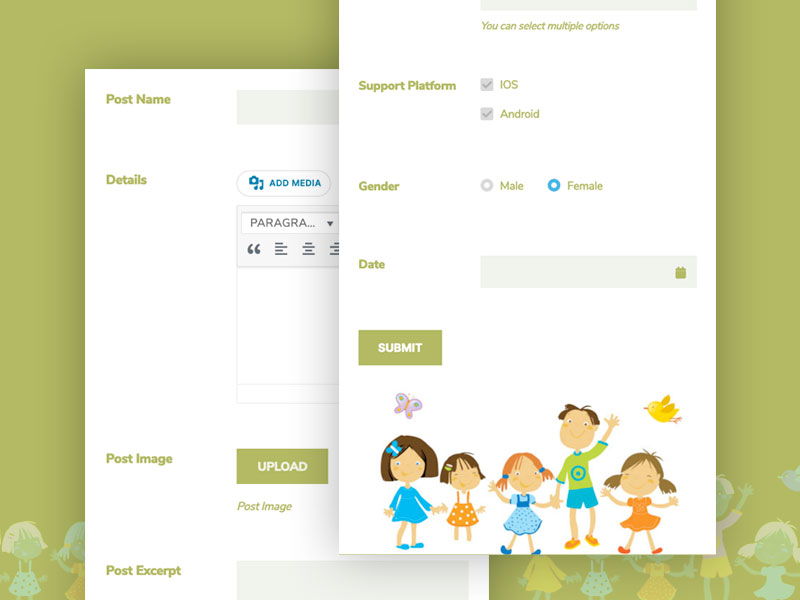 Post Name
Details
ADD MEDIA
PARAGRA...
Post Image
UPLOAD
Post Image
Post Excerpt
You can select multiple options
Support Platform
IOS
Android
Gender
Male
Female
Date
SUBMIT